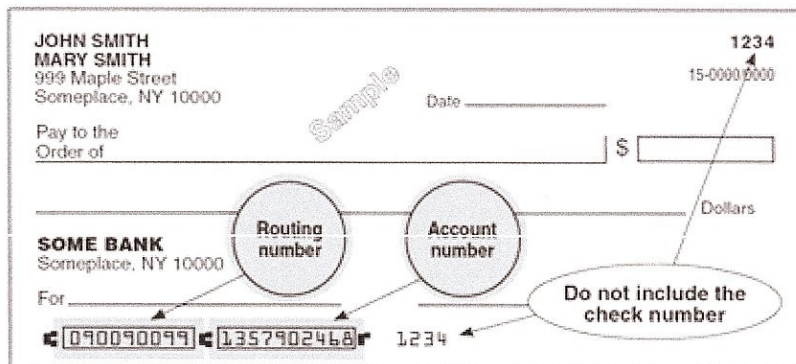 JOHN SMITH
MARY SMITH
999 Maple Street
Someplace, NY 10000
1234
15-0000/0000
Sample
Date
Pay to the
Order of
$
Dollars
Routing
number
Account
number
SOME BANK
Someplace, NY 10000
For
Do not include the
check number
090090099 1357902468 1234